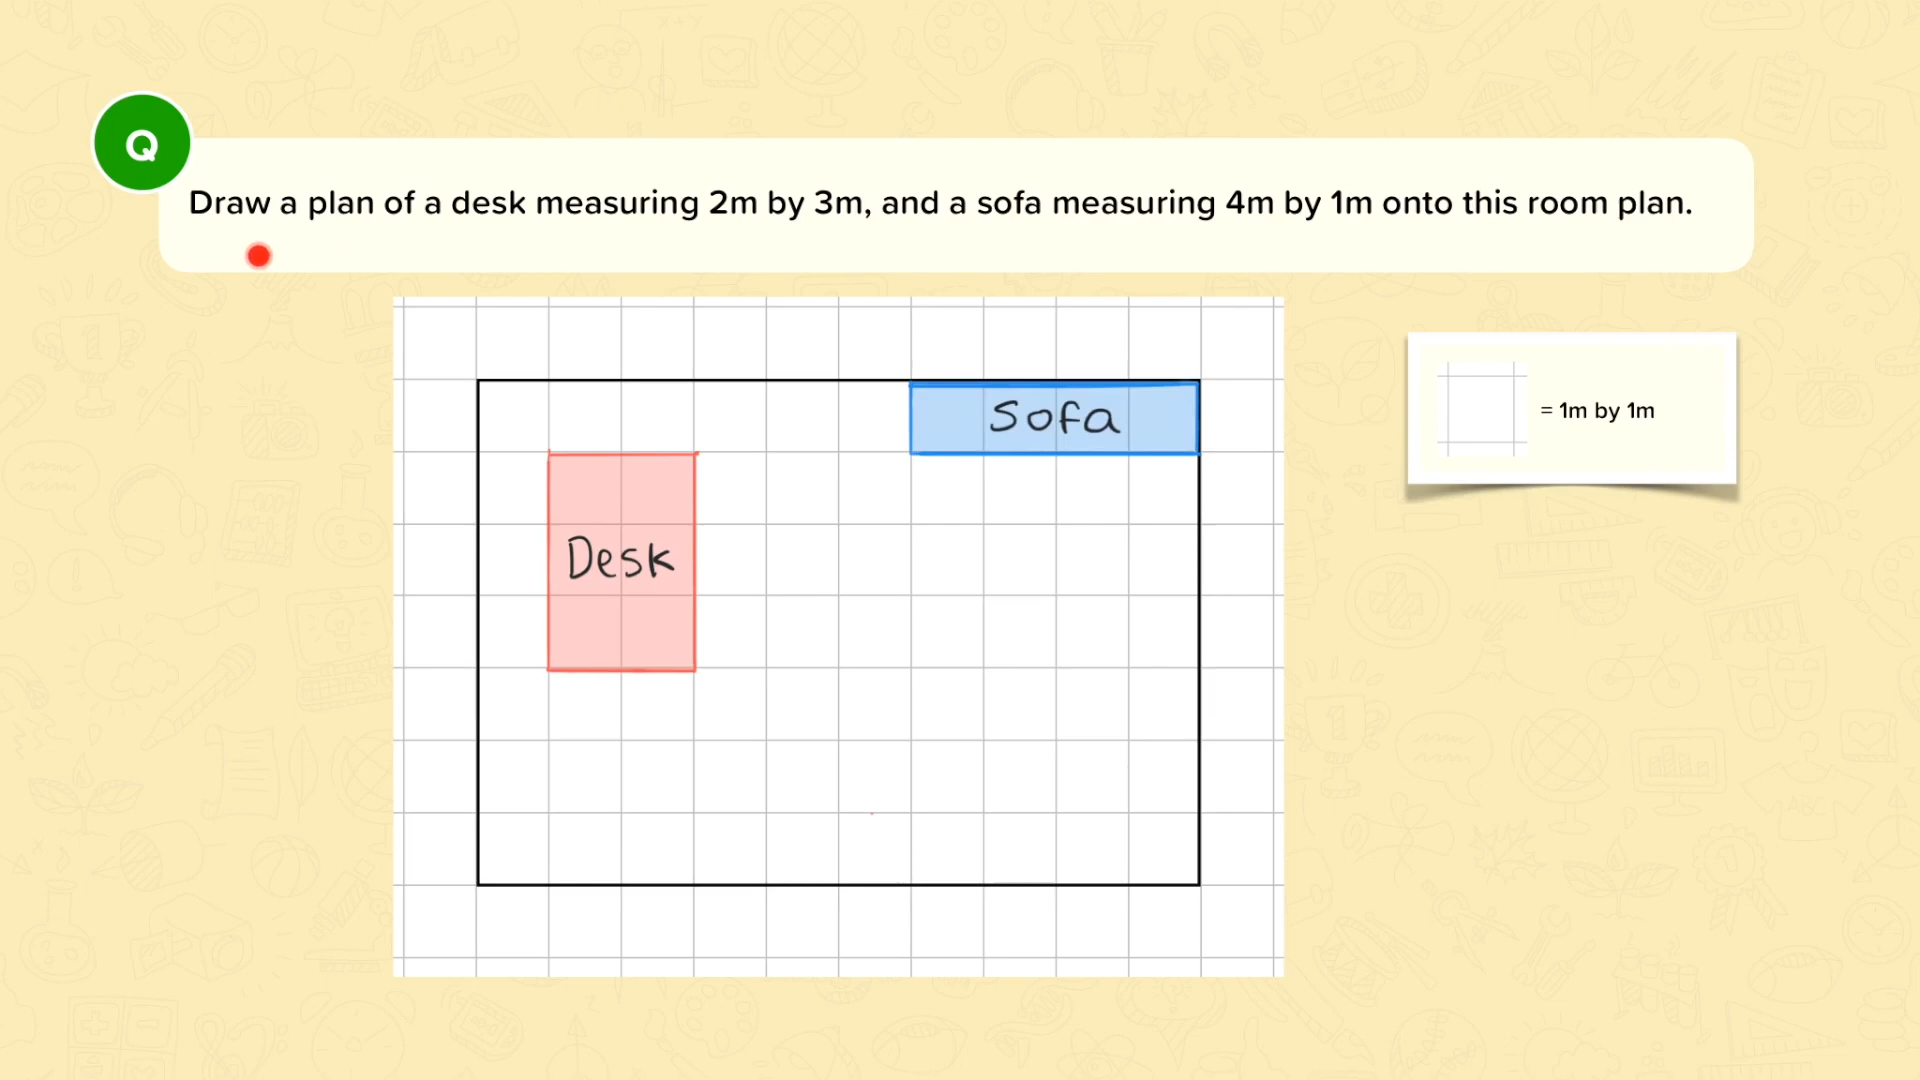 Q
Draw a plan of a desk measuring 2m by 3m, and a sofa measuring 4m by 1m onto this room plan.
Sofa
= 1m by 1m
Desk